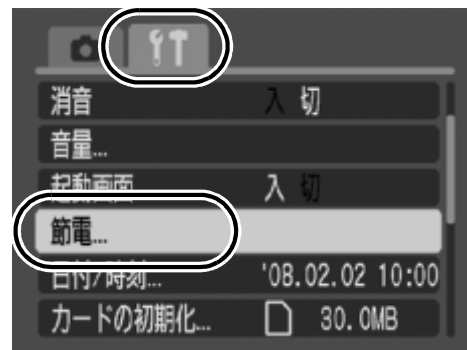 消音 入 切
音量...
起動画面 入 切
節電...
日付/時刻... '08.02.02 10:00
カードの初期化... 30.0MB